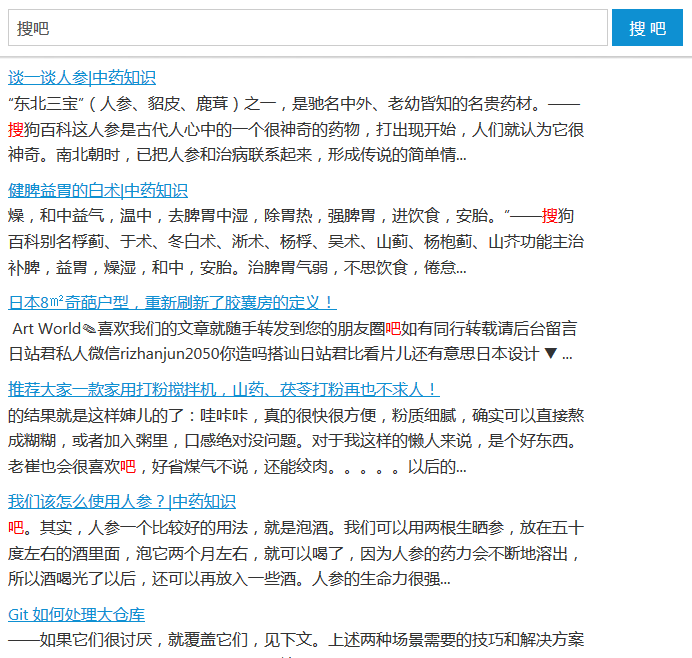 搜吧 搜 吧
谈一谈人参|中药知识
“东北三宝”（人参、貂皮、鹿茸）之一，是驰名中外、老幼皆知的名贵药材。——
搜狗百科这人参是古代人心中的一个很神奇的药物，打出现开始，人们就认为它很
神奇。南北朝时，已把人参和治病联系起来，形成传说的简单情...
健脾益胃的白术|中药知识
燥，和中益气，温中，去脾胃中湿，除胃热，强脾胃，进饮食，安胎。”——搜狗
百科别名桴蓟、于术、冬白术、淅术、杨桴、吴术、山蓟、杨枹蓟、山芥功能主治
补脾，益胃，燥湿，和中，安胎。治脾胃气弱，不思饮食，倦怠...
日本8㎡奇葩户型，重新刷新了胶囊房的定义！
Art World✎喜欢我们的文章就随手转发到您的朋友圈吧如有同行转载请后台留言
日站君私人微信rizhanjun2050你造吗搭讪日站君比看片儿还有意思日本设计 ▼ ...
推荐大家一款家用打粉搅拌机，山药、茯苓打粉再也不求人！
的结果就是这样婶儿的了：哇咔咔，真的很快很方便，粉质细腻，确实可以直接熬
成糊糊，或者加入粥里，口感绝对没问题。对于我这样的懒人来说，是个好东西。
老崔也会很喜欢吧，好省煤气不说，还能绞肉。。。。。以后的...
我们该怎么使用人参？|中药知识
吧。其实，人参一个比较好的用法，就是泡酒。我们可以用两根生晒参，放在五十
度左右的酒里面，泡它两个月左右，就可以喝了，因为人参的药力会不断地溶出，
所以酒喝光了以后，还可以再放入一些酒。人参的生命力很强...
Git 如何处理大仓库
——如果它们很讨厌，就覆盖它们，见下文。上述两种场景需要的技巧和解决方案